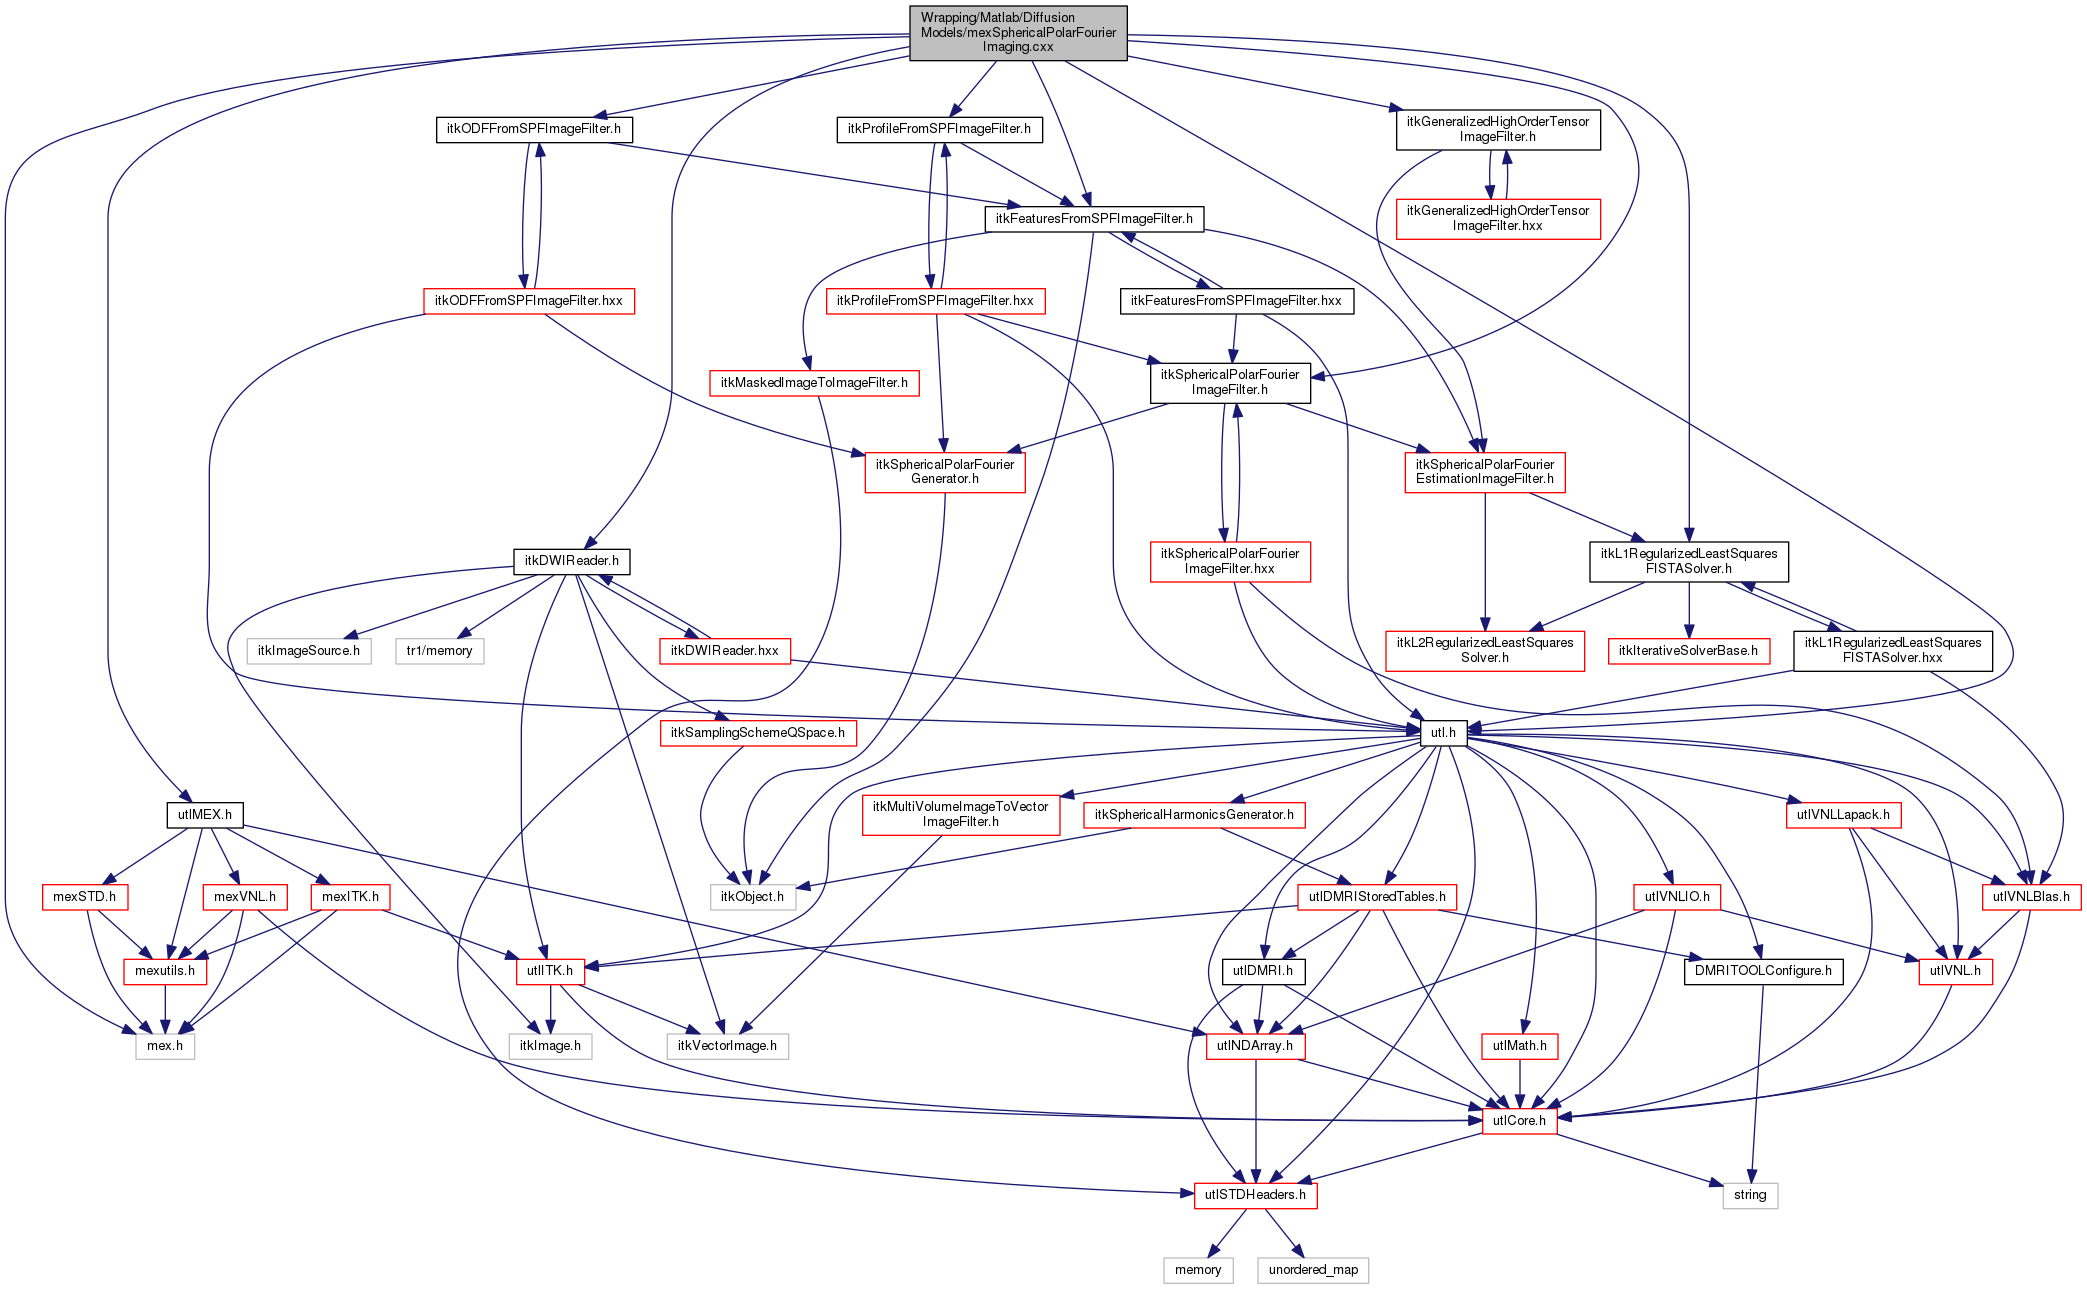 Wrapping/Matlab/Diffusion
Models/mexSphericalPolarFourier
Imaging.cxx
itkODFFromSPFImageFilter.h
itkProfileFromSPFImageFilter.h
itkGeneralizedHighOrderTensor
ImageFilter.h
itkFeaturesFromSPFImageFilter.h
itkGeneralizedHighOrderTensor
ImageFilter.hxx
itkODFFromSPFImageFilter.hxx
itkProfileFromSPFImageFilter.hxx
itkFeaturesFromSPFImageFilter.hxx
itkMaskedImageToImageFilter.h
itkSphericalPolarFourier
ImageFilter.h
itkSphericalPolarFourier
Generator.h
itkSphericalPolarFourier
EstimationImageFilter.h
itkDWIReader.h
itkSphericalPolarFourier
ImageFilter.hxx
itkL1RegularizedLeastSquares
FISTASolver.h
itkImageSource.h
tr1/memory
itkDWIReader.hxx
itkL2RegularizedLeastSquares
Solver.h
itkIterativeSolverBase.h
itkL1RegularizedLeastSquares
FISTASolver.hxx
itkSamplingSchemeQSpace.h
utl.h
utlMEX.h
itkMultiVolumeImageToVector
ImageFilter.h
itkSphericalHarmonicsGenerator.h
utlVNLLapack.h
mexSTD.h
mexVNL.h
mexITK.h
itkObject.h
utlDMRIStoredTables.h
utlVNLIO.h
utlVNLBlas.h
mexutils.h
utlITK.h
utlDMRI.h
DMRITOOLConfigure.h
utlVNL.h
mex.h
itkImage.h
itkVectorImage.h
utlNDArray.h
utlMath.h
utlCore.h
utlSTDHeaders.h
string
memory
unordered_map